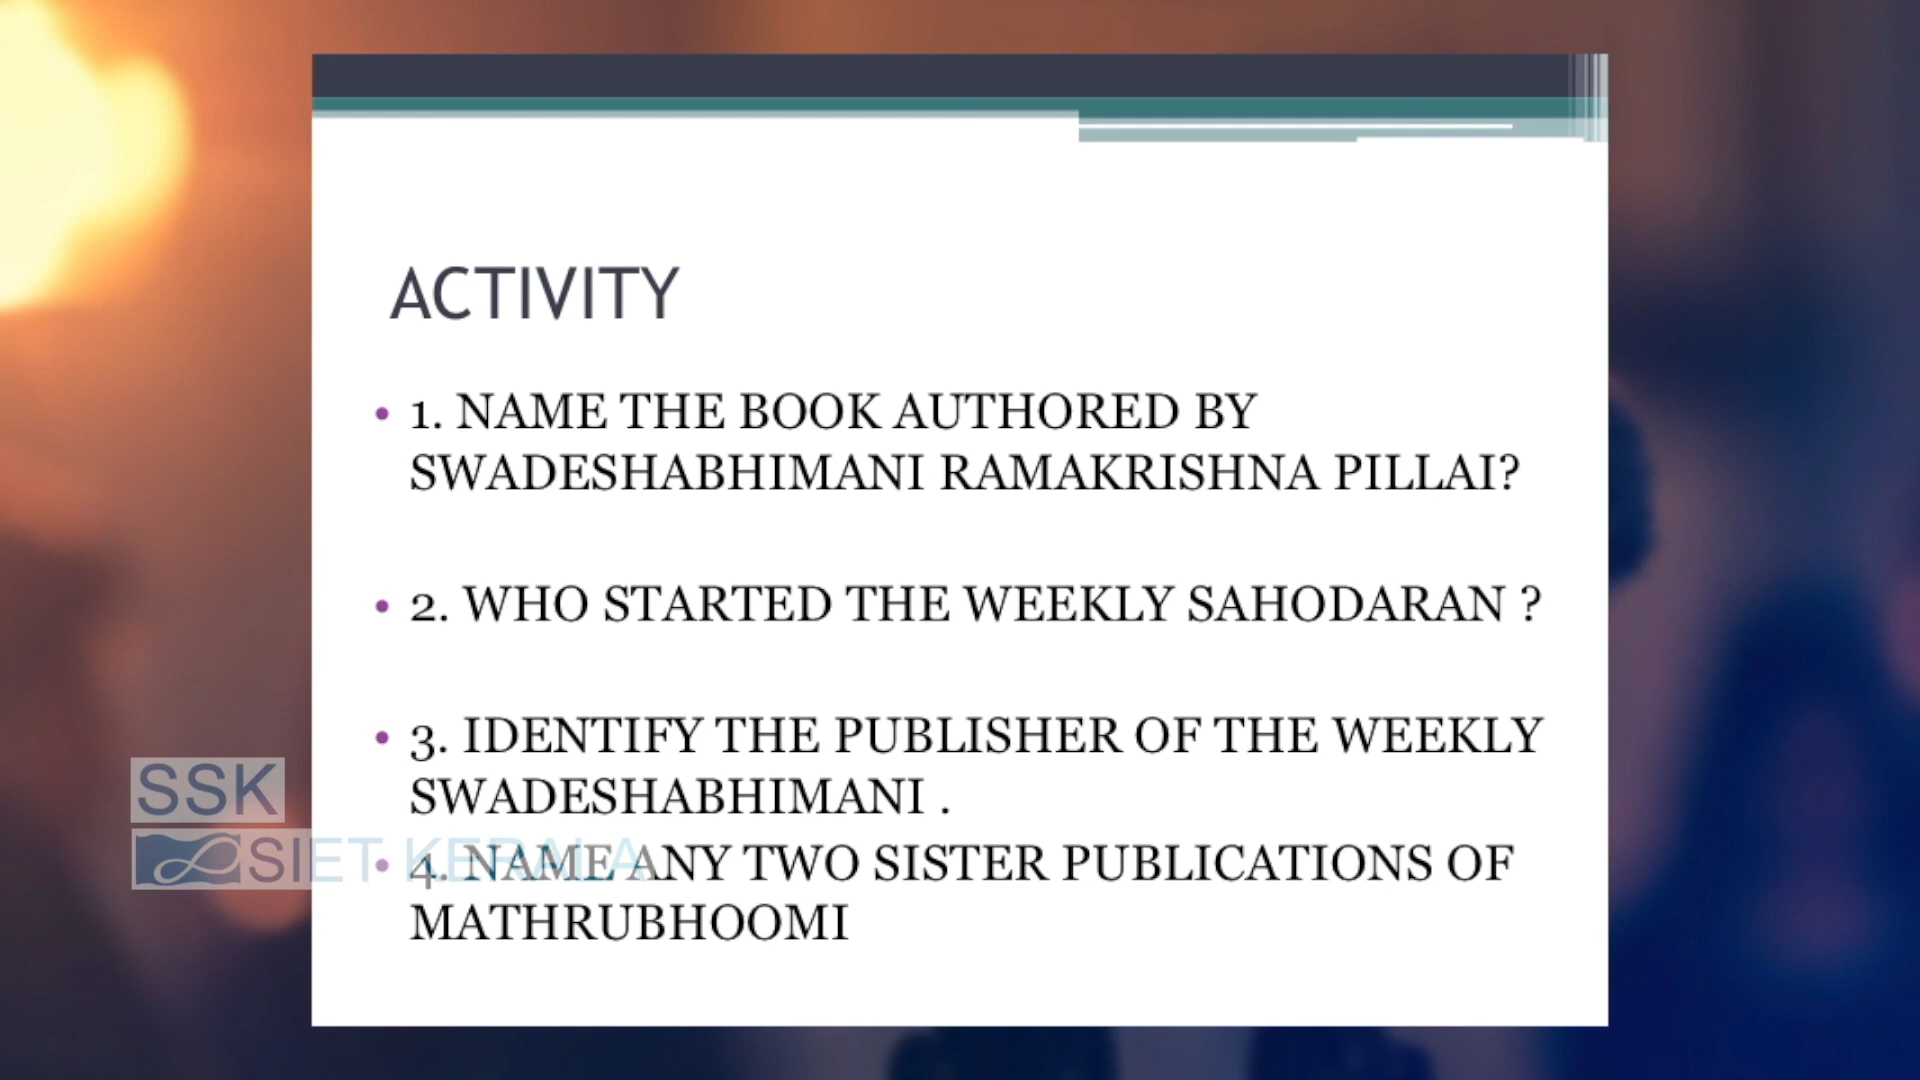 ACTIVITY
• 1. NAME THE BOOK AUTHORED BY
SWADESHABHIMANI RAMAKRISHNA PILLAI?
• 2. WHO STARTED THE WEEKLY SAHODARAN ?
• 3. IDENTIFY THE PUBLISHER OF THE WEEKLY
SWADESHABHIMANI .
SSK
SIET KERALA
• 4. NAME ANY TWO SISTER PUBLICATIONS OF
MATHRUBHOOMI